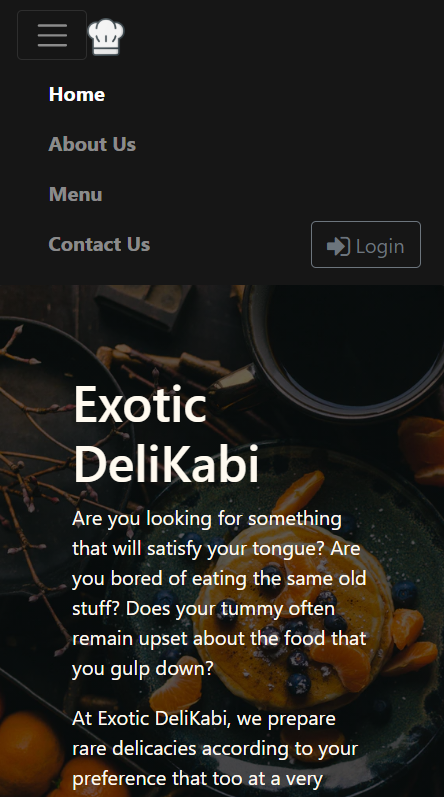 Home
About Us
Menu
Contact Us
Login
Exotic
DeliKabi
Are you looking for something
that will satisfy your tongue? Are
you bored of eating the same old
stuff? Does your tummy often
remain upset about the food that
you gulp down?
At Exotic DeliKabi, we prepare
rare delicacies according to your
preference that too at a very